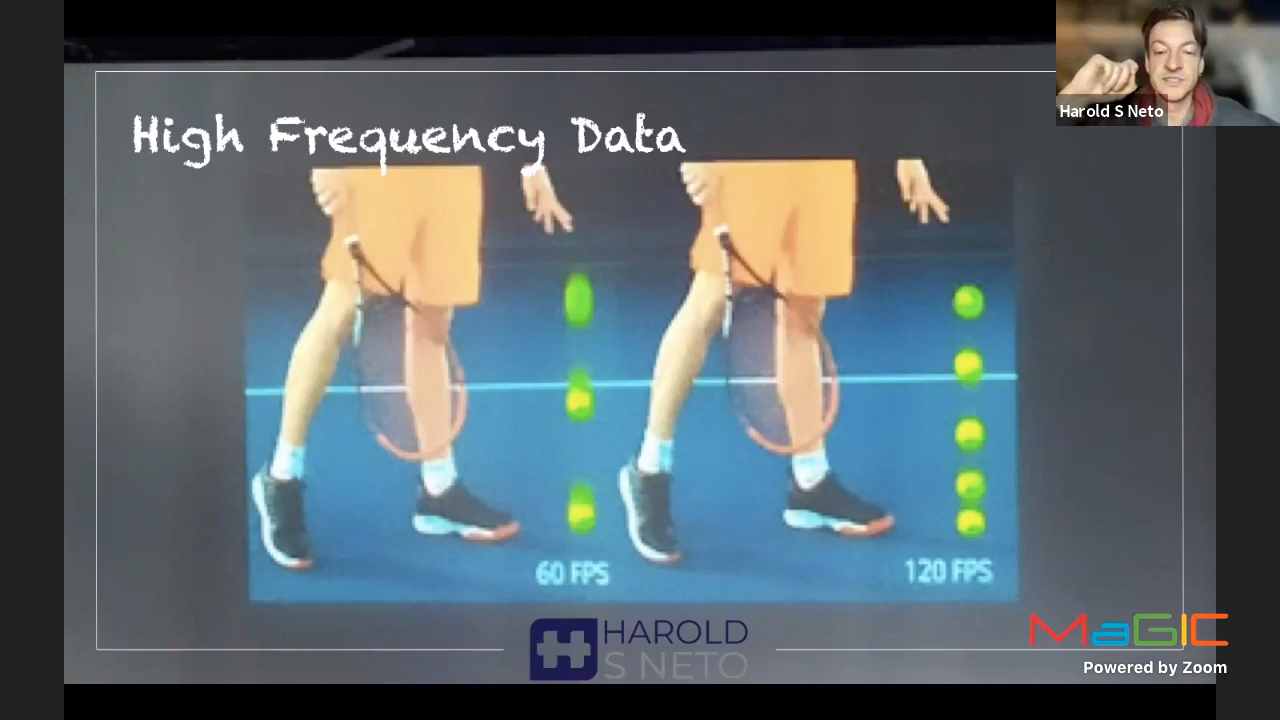 High Frequency Data
Harold S Neto
60 FPS
120 FPS
HAROLD
S NETO
MaGIC
Powered by Zoom